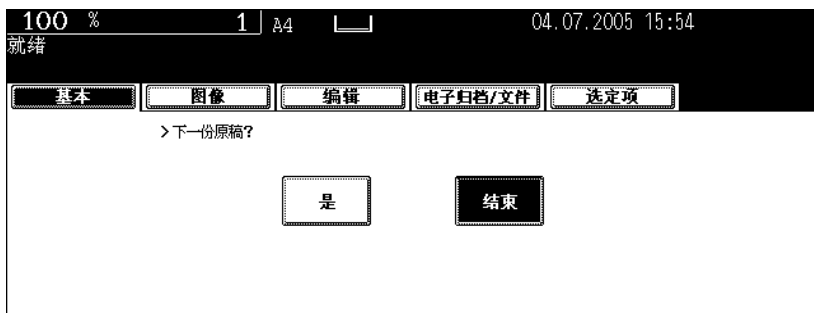 100 % 1 A4 04.07.2005 15:54
就绪
基本 图像 编辑 电子归档/文件 选定项
>下一份原稿?
是 结束